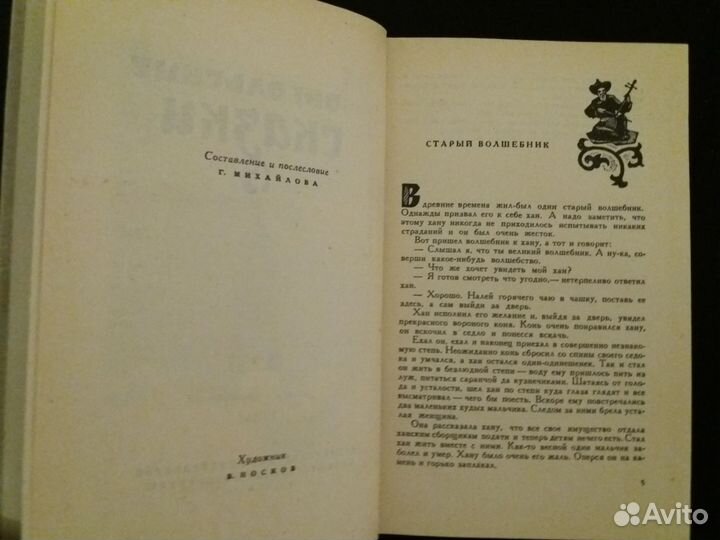 Составление и послесловие
Г. МИХАЙЛОВА
Художник
В. НОСКОВ
СТАРЫЙ ВОЛШЕБНИК
В древние времена жил-был один старый волшебник.
Однажды призвал его к себе хан. А надо заметить, что
этому хану никогда не приходилось испытывать никаких
страданий и он был очень жесток.
Вот пришел волшебник к хану, а тот и говорит:
— Слышал я, что ты великий волшебник. А ну-ка, со-
верши какое-нибудь волшебство.
— Что же хочет увидеть мой хан?
— Я готов смотреть что угодно,— нетерпеливо ответил
хан.
— Хорошо. Налей горячего чаю в чашку, поставь ее
здесь, а сам выйди за дверь.
Хан исполнил его желание и, выйдя за дверь, увидел
прекрасного вороного коня. Конь очень понравился хану,
он вскочил в седло и понесся вскачь.
Ехал он, ехал и наконец приехал в совершенно незнако-
мую степь. Неожиданно конь сбросил со спины своего седо-
ка и умчался, а хан остался один-одинешенек. Так и стал
он жить в безлюдной степи — воду ему пришлось пить из
луж, питаться саранчой да кузнечиками. Шатаясь от голо-
да и усталости, шел хан по степи куда глаза глядят и все
высматривал — чего бы поесть. Вскоре ему повстречались
два маленьких худых мальчика. Следом за ними брела уста-
лая женщина.
Она рассказала хану, что все свое имущество отдала
ханским сборщикам подати и теперь детям нечего есть. Стал
хан жить вместе с ними. Как-то весной один мальчик за-
болел и умер. Хану было очень его жаль. Оперся он на ка-
мень и горько заплакал.
5
Avito